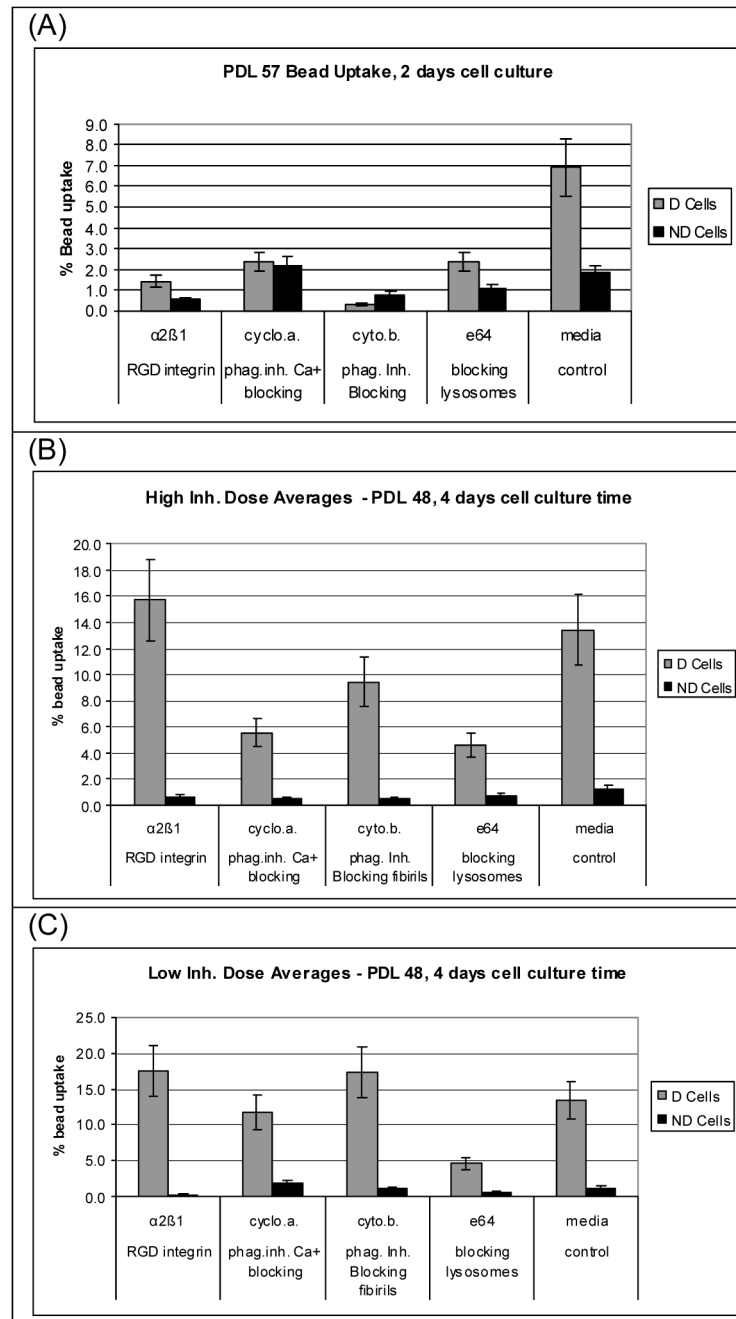 (A)
PDL 57 Bead Uptake, 2 days cell culture
9.0
8.0
7.0
6.0
5.0
4.0
3.0
2.0
1.0
0.0
% Bead uptake
D Cells
ND Cells
α2ß1 cyclo.a. cyto.b. e64 media
RGD integrin phag.inh. Ca+ phag. Inh. blocking control
blocking Blocking lysosomes
(B)
High Inh. Dose Averages - PDL 48, 4 days cell culture time
20.0
18.0
16.0
14.0
12.0
10.0
8.0
6.0
4.0
2.0
0.0
% bead uptake
D Cells
ND Cells
α2ß1 cyclo.a. cyto.b. e64 media
RGD integrin phag.inh. Ca+ phag. Inh. blocking control
blocking Blocking fibirils lysosomes
(C)
Low Inh. Dose Averages - PDL 48, 4 days cell culture time
25.0
20.0
15.0
10.0
5.0
0.0
% bead uptake
D Cells
ND Cells
α2ß1 cyclo.a. cyto.b. e64 media
RGD integrin phag.inh. Ca+ phag. Inh. blocking control
blocking Blocking lysosomes
fibirils